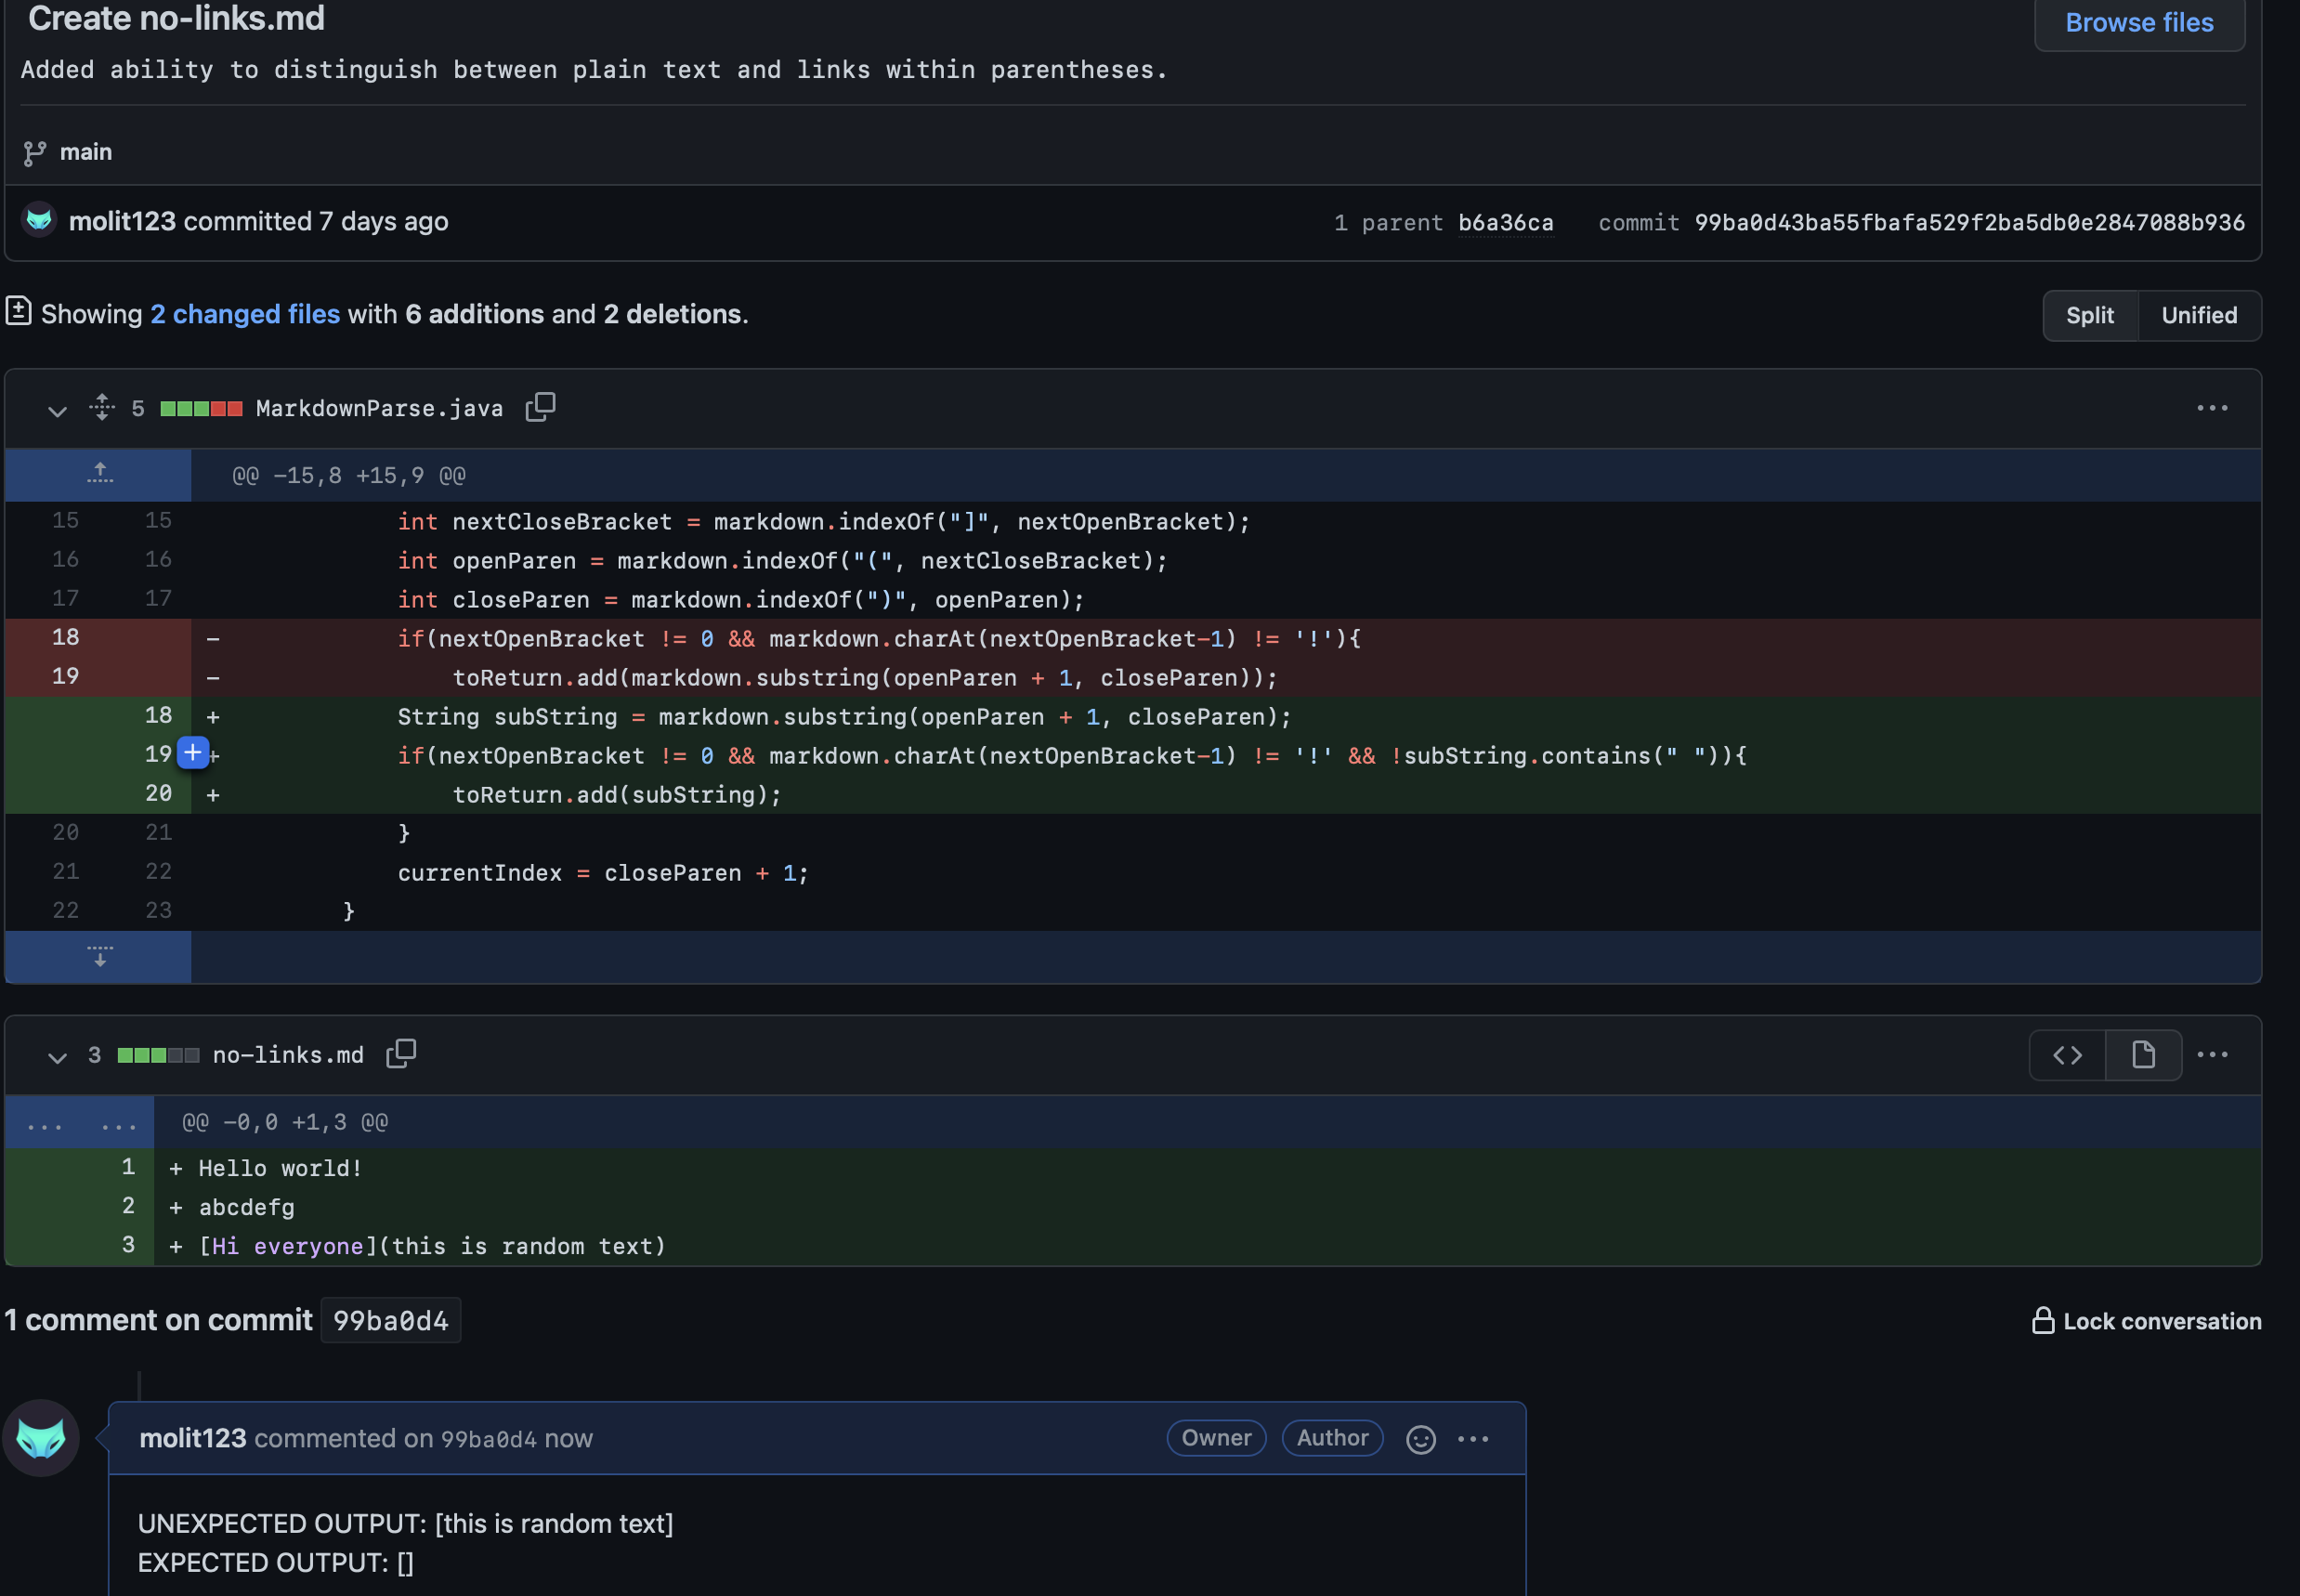 Create no-links.md
Browse files
Added ability to distinguish between plain text and links within parentheses.
main
molit123 committed 7 days ago
1 parent b6a36ca commit 99ba0d43ba55fbafa529f2ba5db0e2847088b936
Showing 2 changed files with 6 additions and 2 deletions.
Split Unified
5 MarkdownParse.java
@@ -15,8 +15,9 @@
15 15 int nextCloseBracket = markdown.indexOf("]", nextOpenBracket);
16 16 int openParen = markdown.indexOf("(", nextCloseBracket);
17 17 int closeParen = markdown.indexOf(")", openParen);
18 - if(nextOpenBracket != 0 && markdown.charAt(nextOpenBracket-1) != '!'){
19 - toReturn.add(markdown.substring(openParen + 1, closeParen));
18 + String subString = markdown.substring(openParen + 1, closeParen);
19 + if(nextOpenBracket != 0 && markdown.charAt(nextOpenBracket-1) != '!' && !subString.contains(" ")){
20 + toReturn.add(subString);
20 21 }
21 22 currentIndex = closeParen + 1;
22 23 }
3 no-links.md
@@ -0,0 +1,3 @@
1 + Hello world!
2 + abcdefg
3 + [Hi everyone](this is random text)
1 comment on commit 99ba0d4
Lock conversation
molit123 commented on 99ba0d4 now
Owner Author
UNEXPECTED OUTPUT: [this is random text]
EXPECTED OUTPUT: []